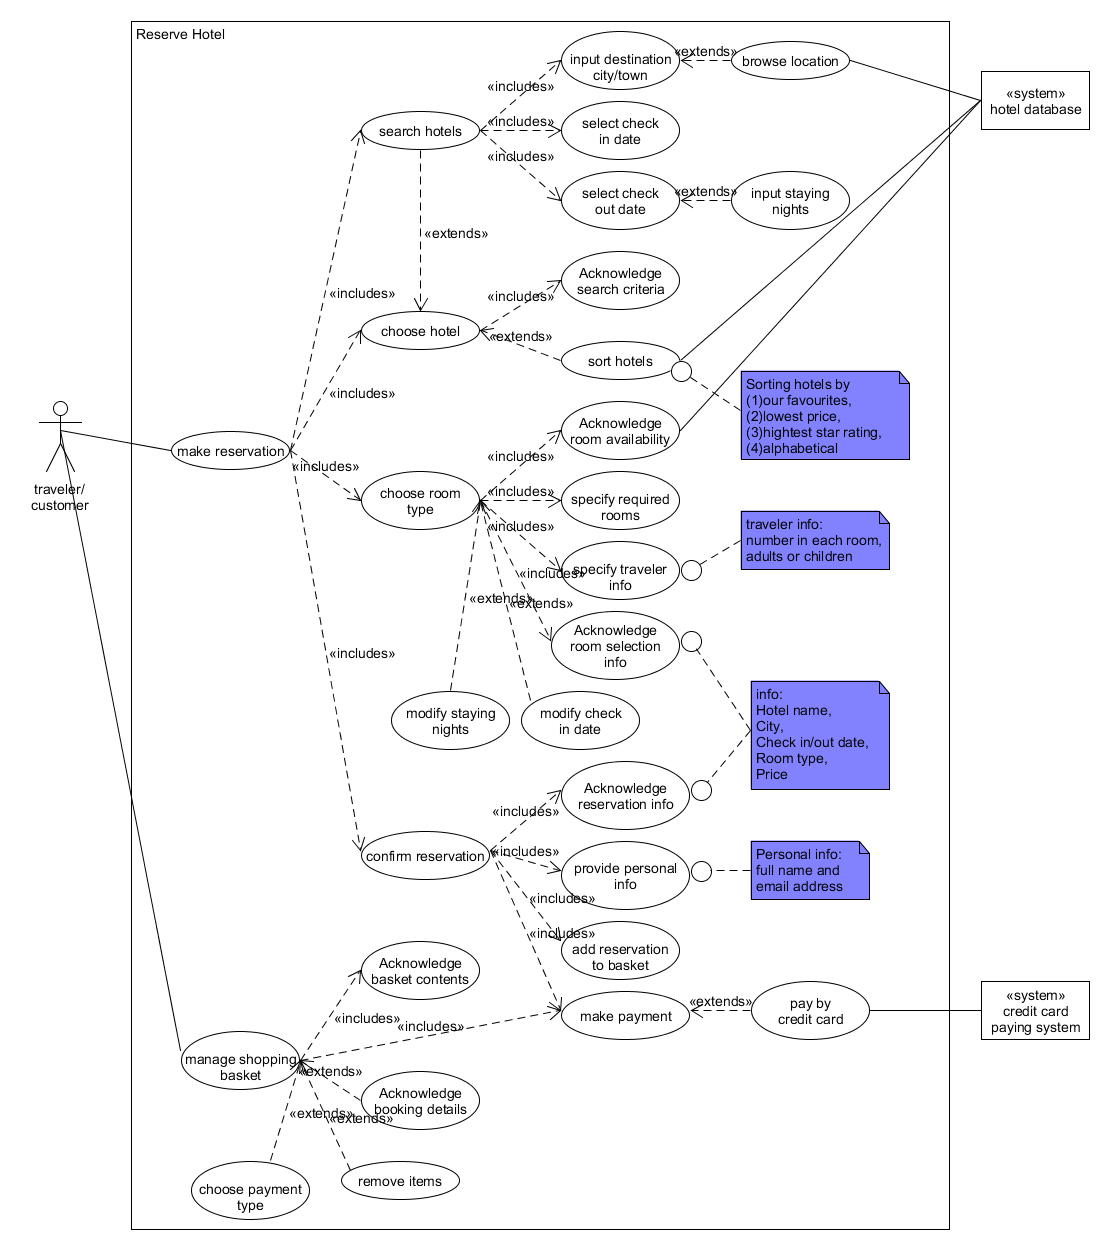 Reserve Hotel
input destination
city/town
«extends»
browse location
«system»
hotel database
«includes»
search hotels
«includes»
select check
in date
«includes»
select check
out date
«extends»
input staying
nights
«extends»
Acknowledge
search criteria
«includes»
«includes»
choose hotel
«extends»
sort hotels
Sorting hotels by
(1)our favourites,
(2)lowest price,
(3)hightest star rating,
(4)alphabetical
«includes»
traveler/
customer
make reservation
«includes»
choose room
type
«includes»
Acknowledge
room availability
«includes»
specify required
rooms
«includes»
specify traveler
info
traveler info:
number in each room,
adults or children
«includes»
«extends»
«extends»
Acknowledge
room selection
info
«includes»
modify staying
nights
modify check
in date
info:
Hotel name,
City,
Check in/out date,
Room type,
Price
Acknowledge
reservation info
«includes»
confirm reservation
«includes»
provide personal
info
Personal info:
full name and
email address
«includes»
«includes»
add reservation
to basket
Acknowledge
basket contents
make payment
«extends»
pay by
credit card
«system»
credit card
paying system
«includes»
«includes»
manage shopping
basket
«extends»
Acknowledge
booking details
«extends»
«extends»
choose payment
type
remove items